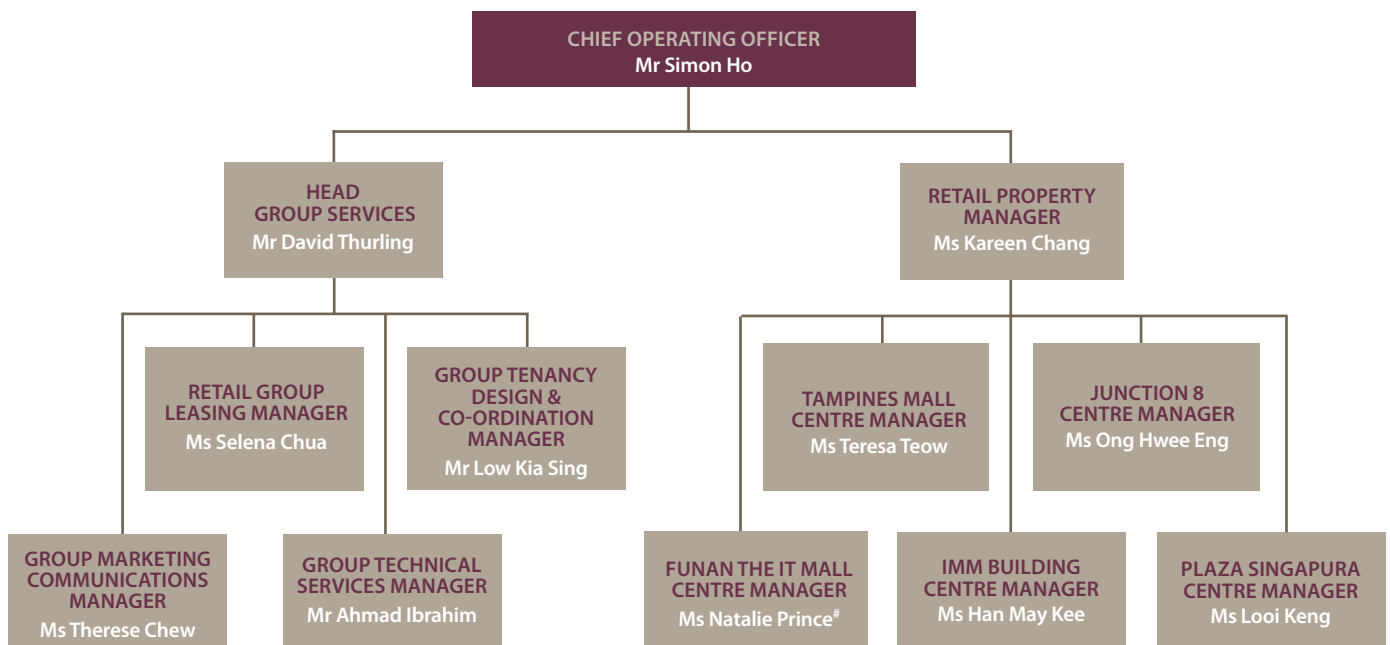 CHIEF OPERATING OFFICER
Mr Simon Ho
HEAD
GROUP SERVICES
Mr David Thurling
RETAIL PROPERTY
MANAGER
Ms Kareen Chang
RETAIL GROUP
LEASING MANAGER
Ms Selena Chua
GROUP TENANCY
DESIGN &
CO-ORDINATION
MANAGER
Mr Low Kia Sing
TAMPINES MALL
CENTRE MANAGER
Ms Teresa Teow
JUNCTION 8
CENTRE MANAGER
Ms Ong Hwee Eng
GROUP MARKETING
COMMUNICATIONS
MANAGER
Ms Therese Chew
GROUP TECHNICAL
SERVICES MANAGER
Mr Ahmad Ibrahim
FUNAN THE IT MALL
CENTRE MANAGER
Ms Natalie Prince#
IMM BUILDING
CENTRE MANAGER
Ms Han May Kee
PLAZA SINGAPURA
CENTRE MANAGER
Ms Looi Keng